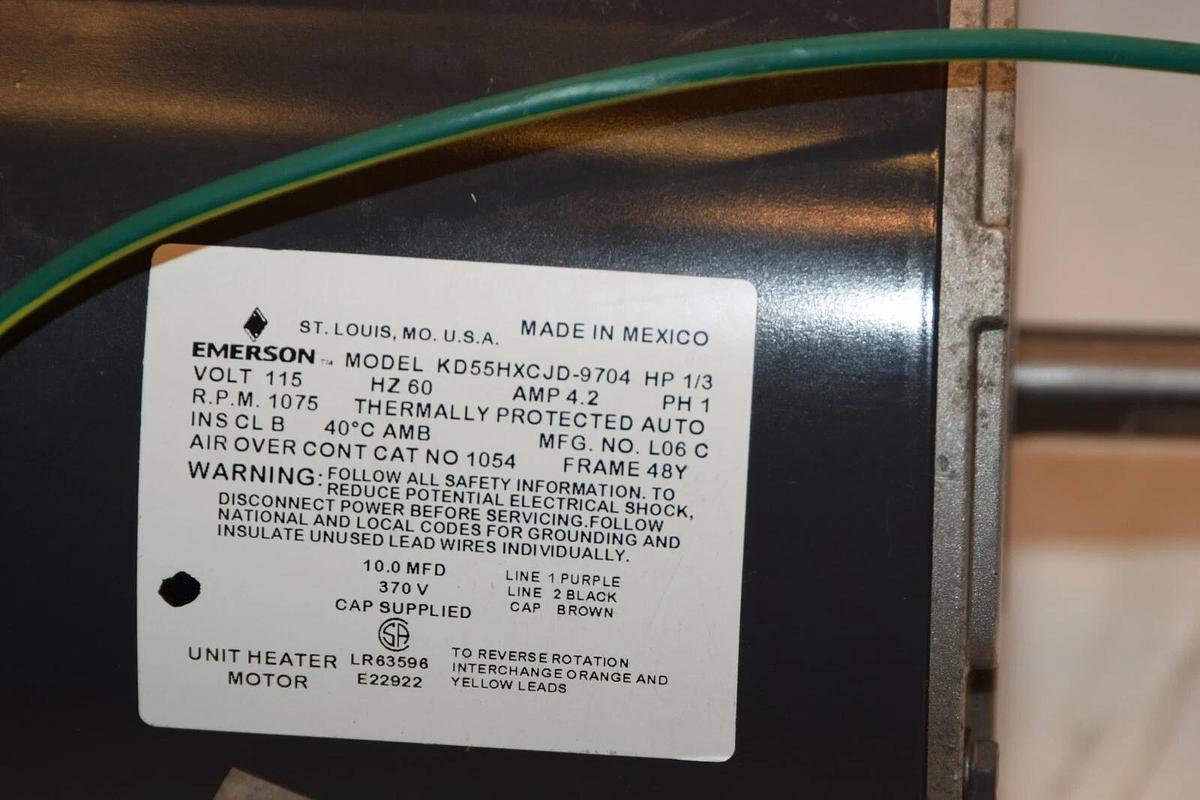 ST. LOUIS, MO. U.S.A. MADE IN MEXICO
EMERSON™ MODEL KD55HXCJD-9704 HP 1/3
VOLT 115 HZ 60 AMP 4.2 PH 1
R.P.M. 1075 THERMALLY PROTECTED AUTO
INS CL B 40°C AMB MFG. NO. L06 C
AIR OVER CONT CAT NO 1054 FRAME 48Y
WARNING: FOLLOW ALL SAFETY INFORMATION. TO
REDUCE POTENTIAL ELECTRICAL SHOCK,
DISCONNECT POWER BEFORE SERVICING.FOLLOW
NATIONAL AND LOCAL CODES FOR GROUNDING AND
INSULATE UNUSED LEAD WIRES INDIVIDUALLY.
10.0 MFD
370 V
CAP SUPPLIED
LINE 1 PURPLE
LINE 2 BLACK
CAP BROWN
SA
UNIT HEATER
MOTOR
LR63596
E22922
TO REVERSE ROTATION
INTERCHANGE ORANGE AND
YELLOW LEADS